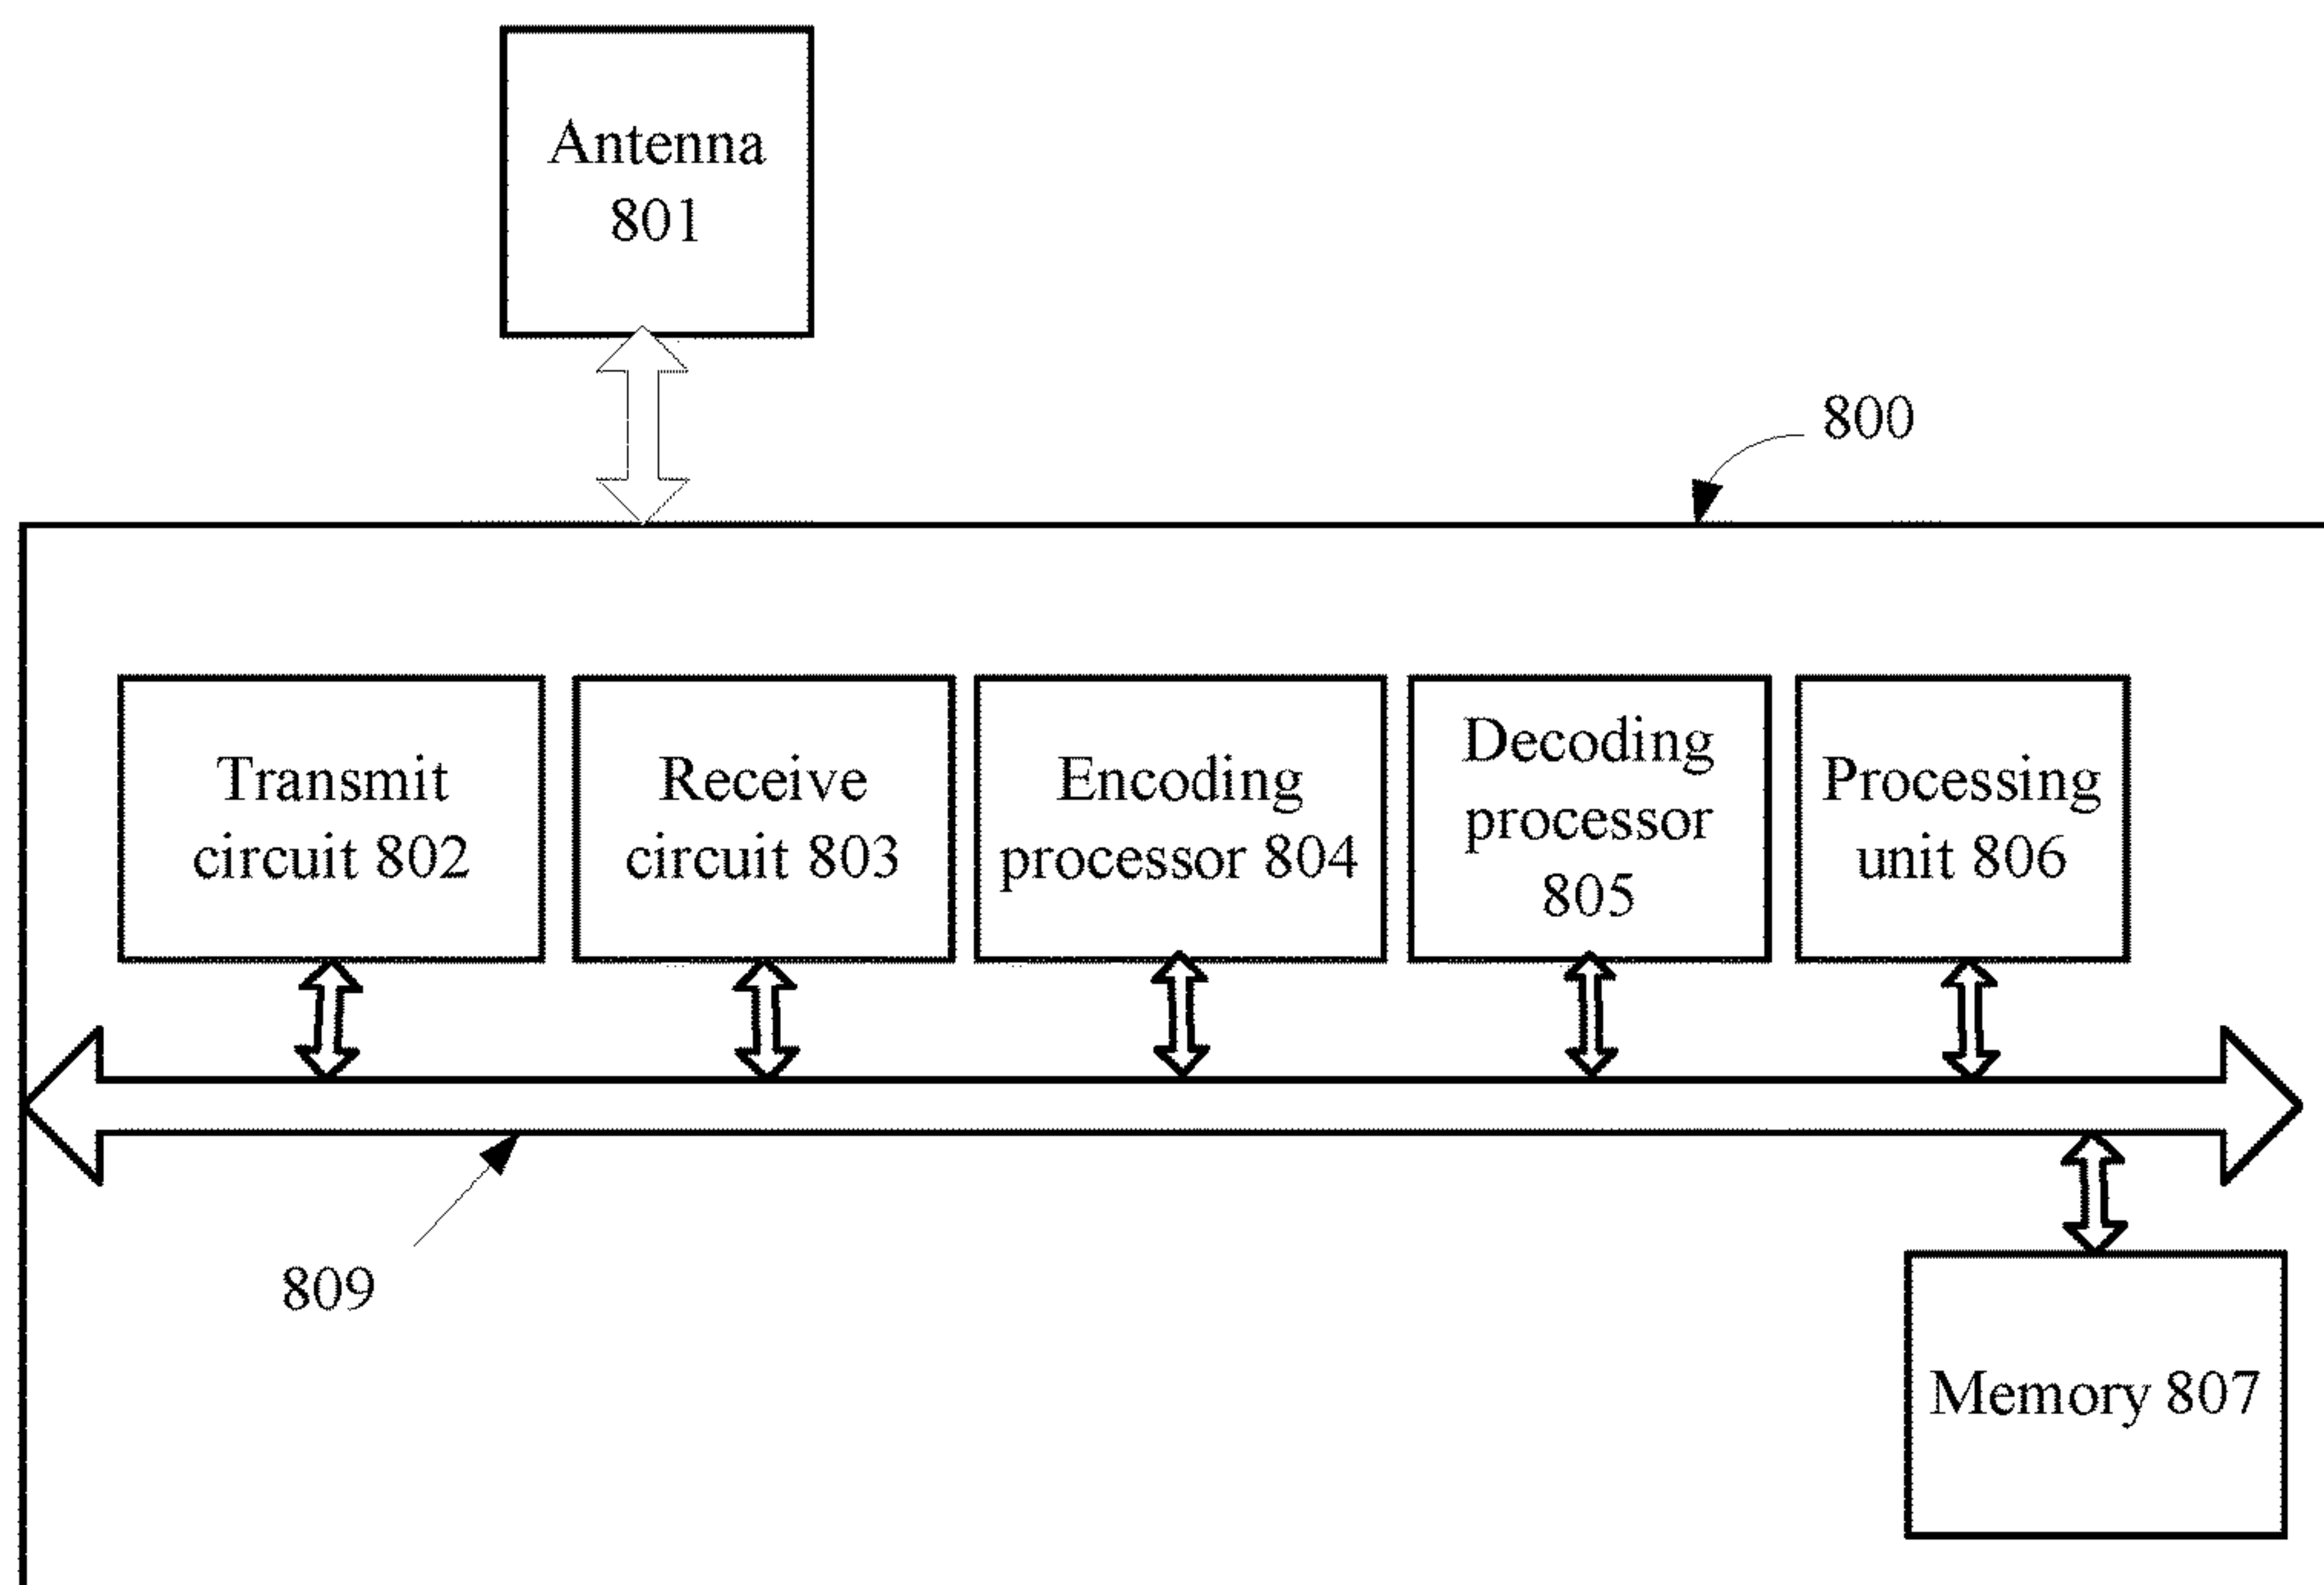 Antenna
801
800
Transmit
circuit 802
Receive
circuit 803
Encoding
processor 804
Decoding
processor
805
Processing
unit 806
809
Memory 807